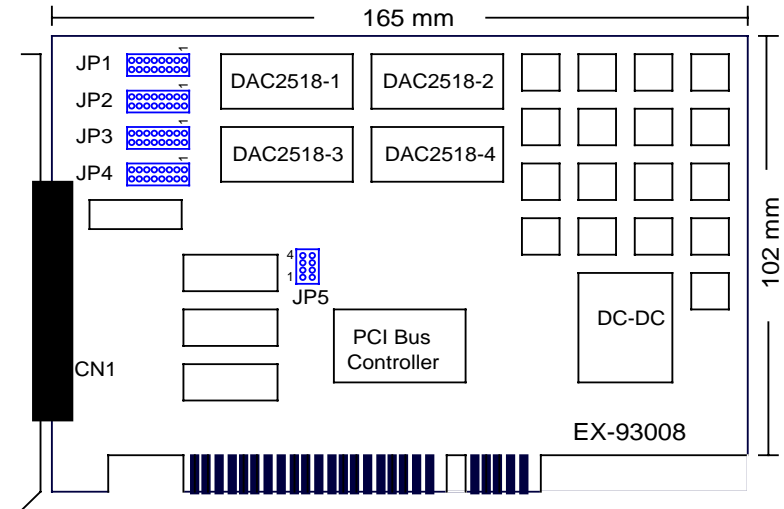 165 mm
JP1
1
JP2
1
JP3
1
JP4
1
DAC2518-1
DAC2518-2
DAC2518-3
DAC2518-4
102 mm
4
1
JP5
PCI Bus
Controller
DC-DC
CN1
EX-93008